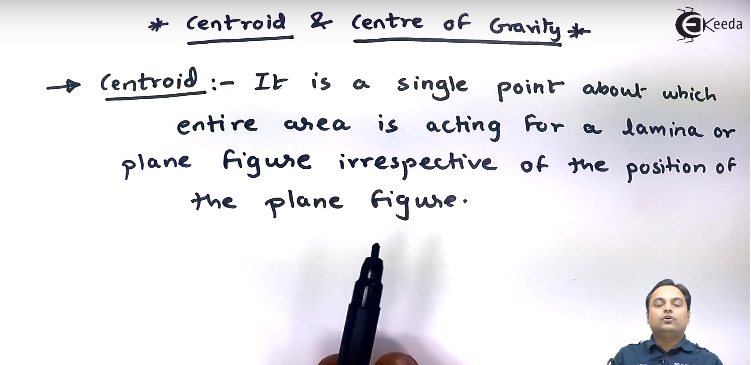 * Centroid & Centre of Gravity *
Ekeeda
→ Centroid :- It is a single point about which
entire area is acting for a lamina or
plane figure irrespective of the position of
the plane figure.